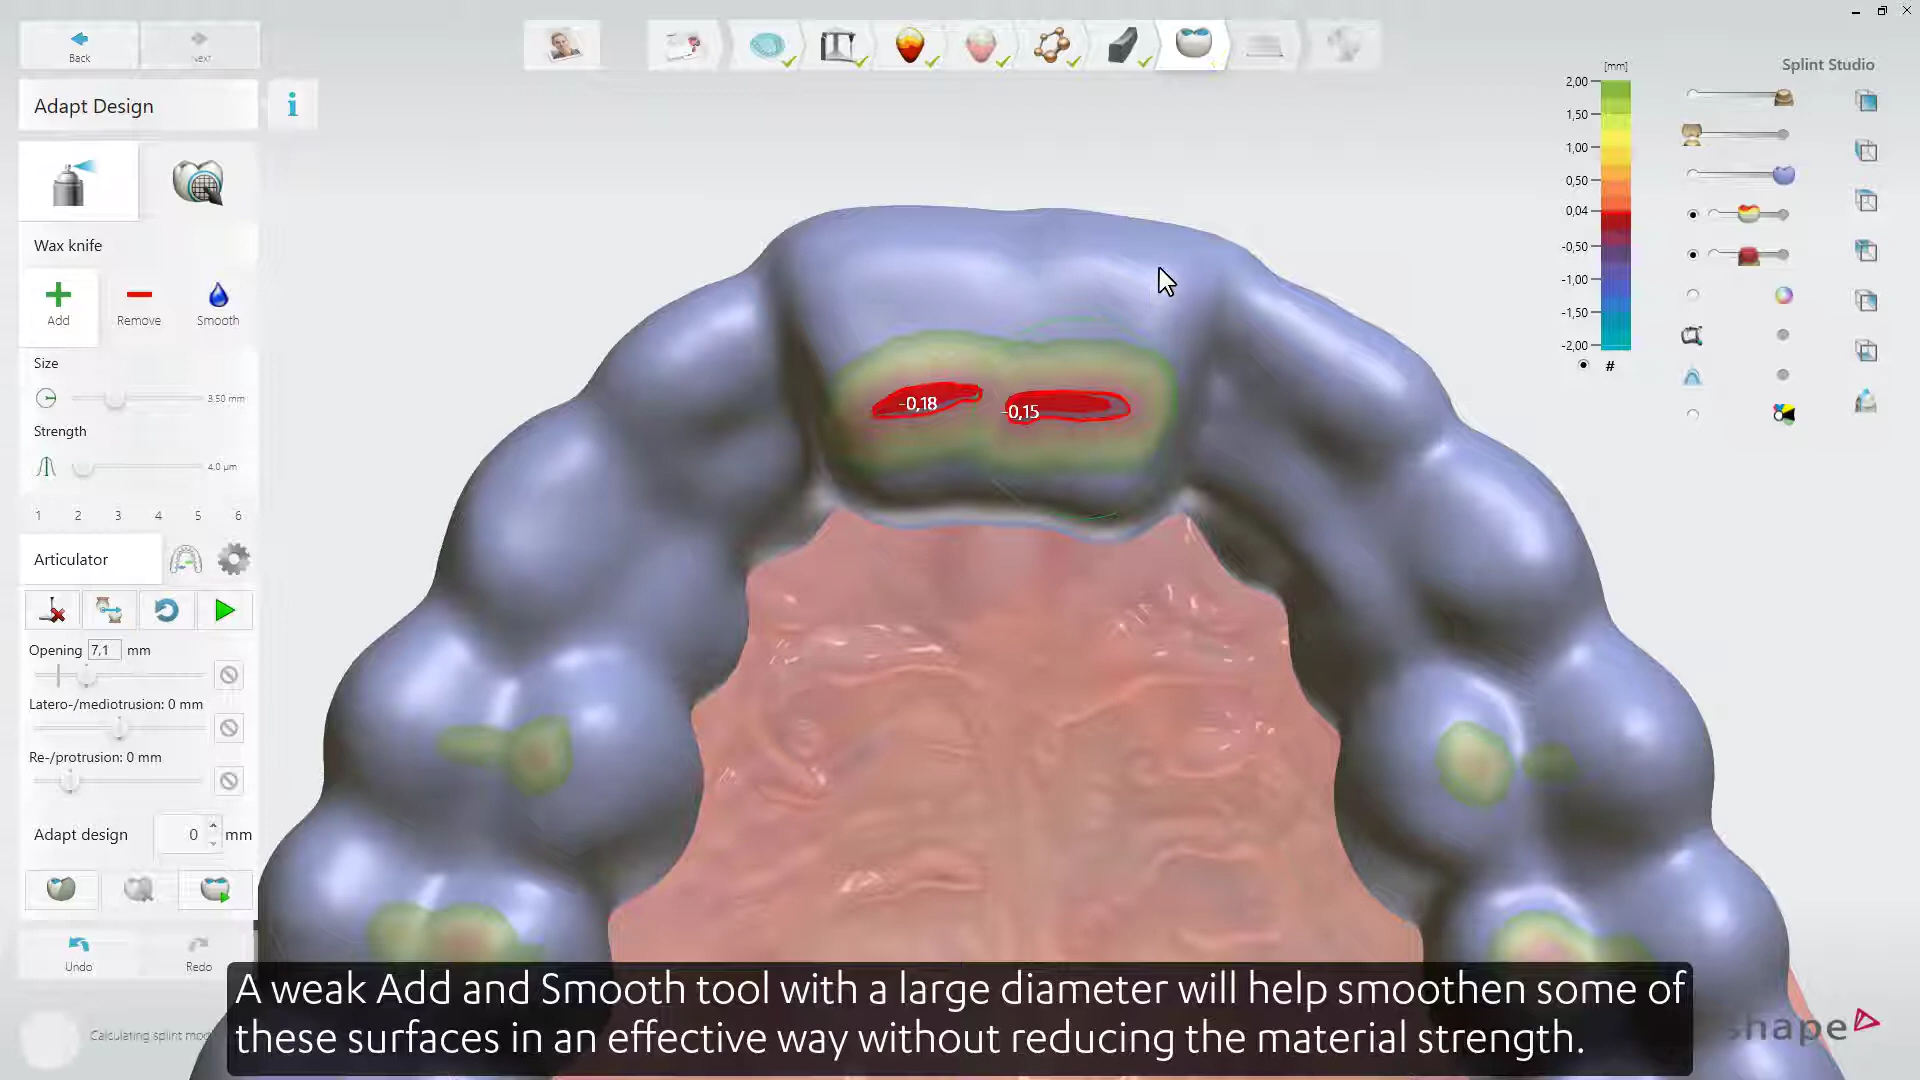 Back
Next
Splint Studio
[mm]
2,00
1,50
1,00
0,50
0,04
-0,50
-1,00
-1,50
-2,00
#
Adapt Design
i
Wax knife
Add
Remove
Smooth
Size
3.50 mm
Strength
4.0 µm
1 2 3 4 5 6
Articulator
Opening 7,1 mm
Latero-/mediotrusion: 0 mm
Re-/protrusion: 0 mm
Adapt design 0 mm
Undo
Redo
-0,18
-0,15
Calculating splint
A weak Add and Smooth tool with a large diameter will help smoothen some of
these surfaces in an effective way without reducing the material strength.
shape